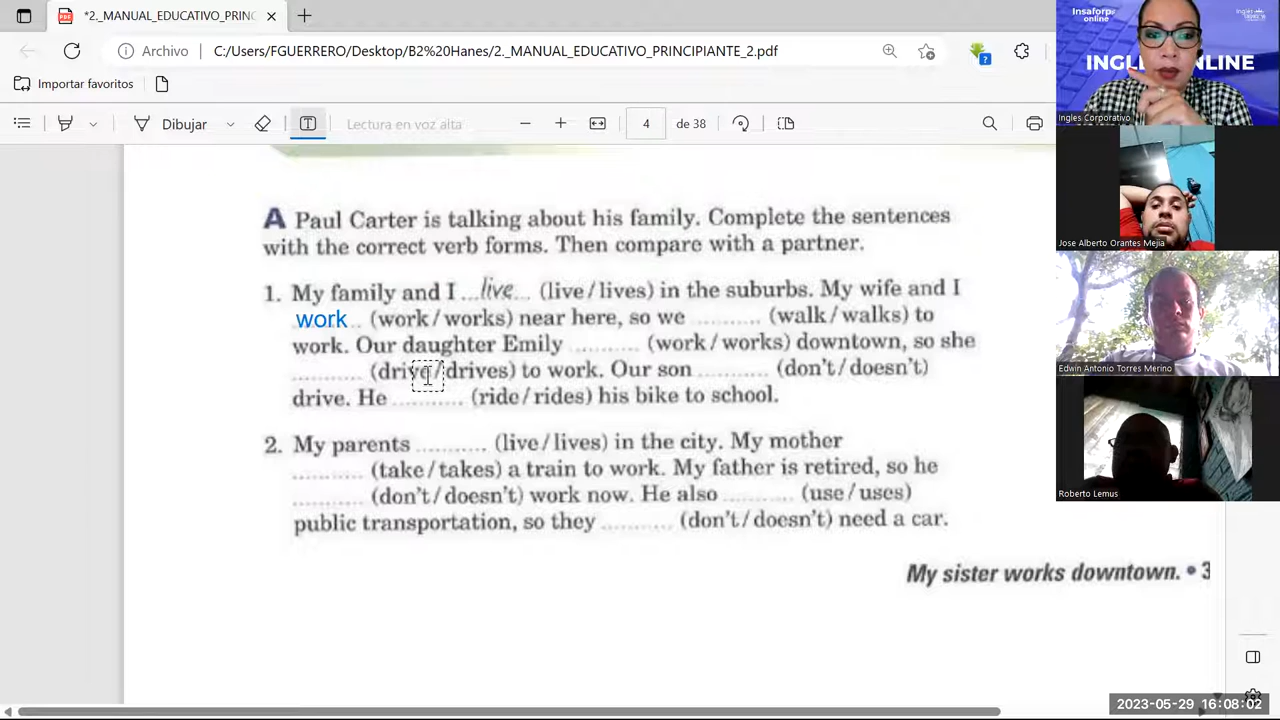 *2_MANUAL_EDUCATIVO_PRINC
Archivo
C:/Users/FGUERRERO/Desktop/B2%20Hanes/2._MANUAL_EDUCATIVO_PRINCIPIANTE_2.pdf
Importar favoritos
Dibujar
Lectura en voz alta
4 de 38
A Paul Carter is talking about his family. Complete the sentences
with the correct verb forms. Then compare with a partner.
1. My family and I ...live... (live/lives) in the suburbs. My wife and I
work (work/works) near here, so we .......... (walk/walks) to
work. Our daughter Emily .......... (work/works) downtown, so she
.......... (drive/drives) to work. Our son .......... (don't/doesn't)
drive. He .......... (ride/rides) his bike to school.
2. My parents .......... (live/lives) in the city. My mother
.......... (take/takes) a train to work. My father is retired, so he
.......... (don't/doesn't) work now. He also .......... (use/uses)
public transportation, so they .......... (don't/doesn't) need a car.
My sister works downtown. • 3
Insaforp
online
INGL ONLINE
Ingles Corporativo
Jose Alberto Orantes Mejia
Edwin Antonio Torres Merino
Roberto Lemus
2023-05-29 16:08:02